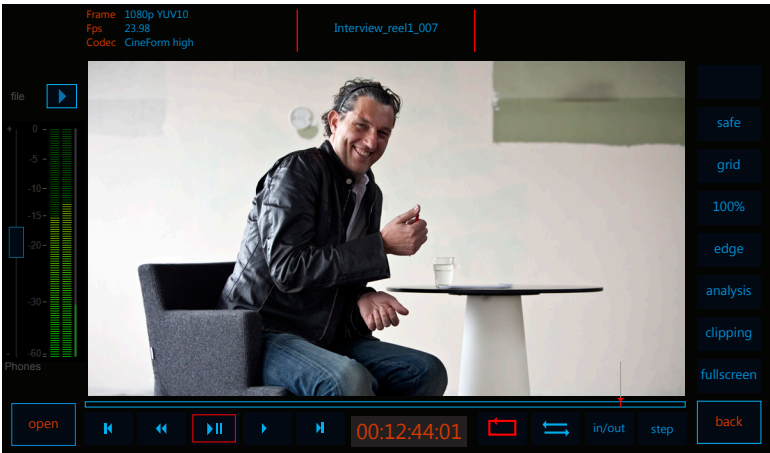 Frame 1080p YUV10
Fps 23.98
Codec CineForm high
Interview_reel1_007
file
+ 0 -
-5 -
-10 -
-15 -
-20 -
-30 -
- -60 =
Phones
safe
grid
100%
edge
analysis
clipping
fullscreen
open
00:12:44:01
in/out
step
back